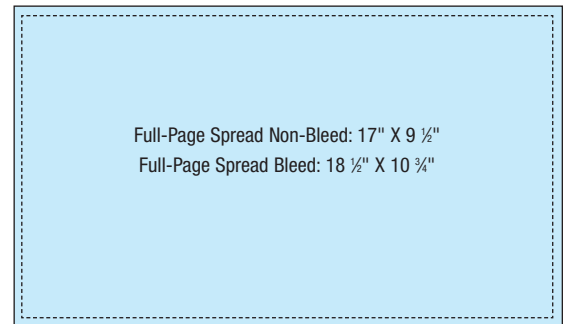 Full-Page Spread Non-Bleed: 17" X 9 ½"
Full-Page Spread Bleed: 18 ½" X 10 ¾"